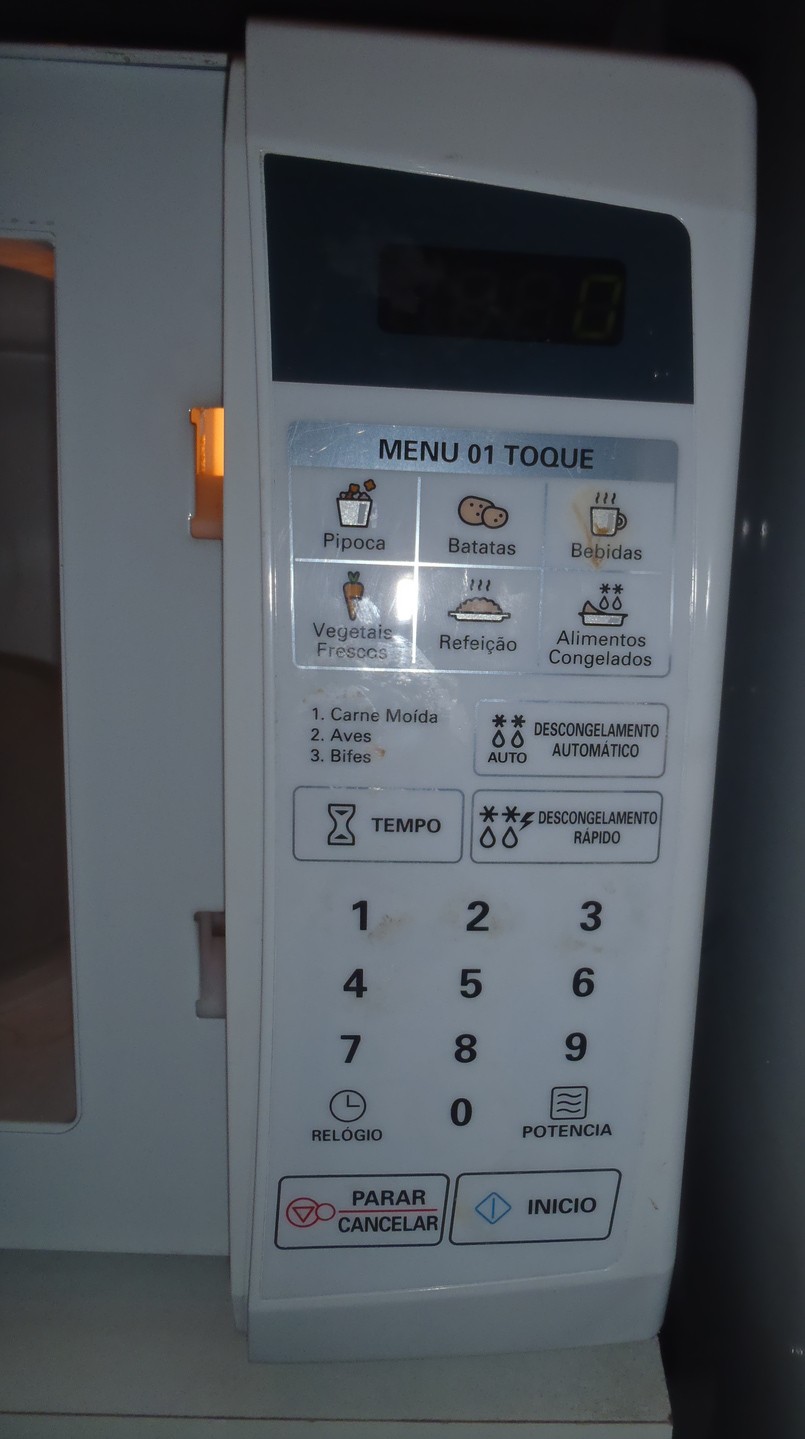 0
MENU 01 TOQUE
Pipoca
Batatas
Bebidas
Vegetais
Frescos
Refeição
Alimentos
Congelados
1. Carne Moída
2. Aves
3. Bifes
AUTO
DESCONGELAMENTO
AUTOMÁTICO
TEMPO
DESCONGELAMENTO
RÁPIDO
1 2 3
4 5 6
7 8 9
RELÓGIO
0
POTENCIA
PARAR
CANCELAR
INICIO